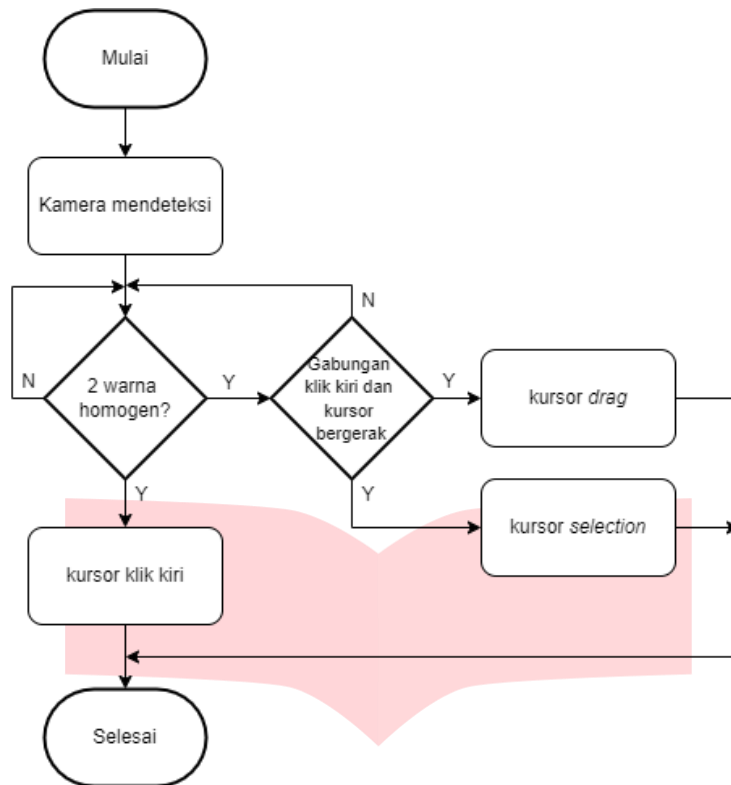 Mulai
Kamera mendeteksi
N
N
2 warna
homogen?
Y
Gabungan
klik kiri dan
kursor
bergerak
Y
kursor drag
Y
Y
kursor klik kiri
kursor selection
Selesai